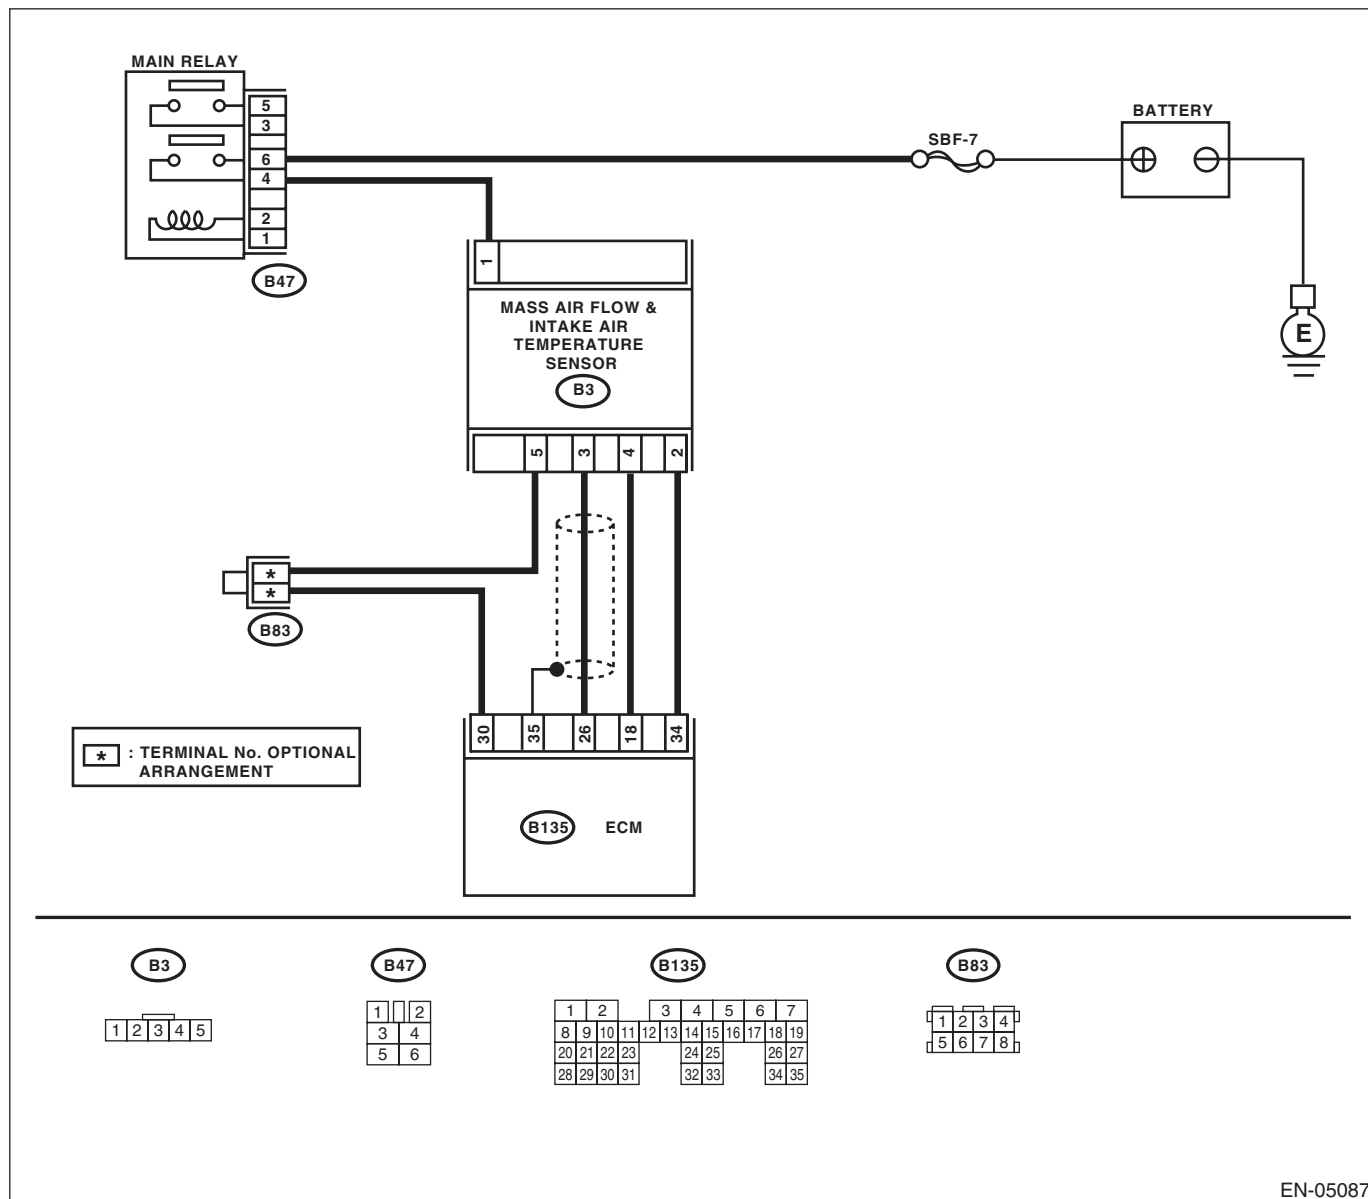 MAIN RELAY
5
3
6
4
2
1
B47
SBF-7
BATTERY
E
1
MASS AIR FLOW &
INTAKE AIR
TEMPERATURE
SENSOR
B3
5 3 4 2
*
*
B83
30 35 26 18 34
* : TERMINAL No. OPTIONAL
ARRANGEMENT
B135 ECM
B3 B47 B135 B83
1 2 3 4 5
1 2
3 4
5 6
1 2 3 4 5 6 7
8 9 10 11 12 13 14 15 16 17 18 19
20 21 22 23 24 25 26 27
28 29 30 31 32 33 34 35
1 2 3 4
5 6 7 8
EN-05087